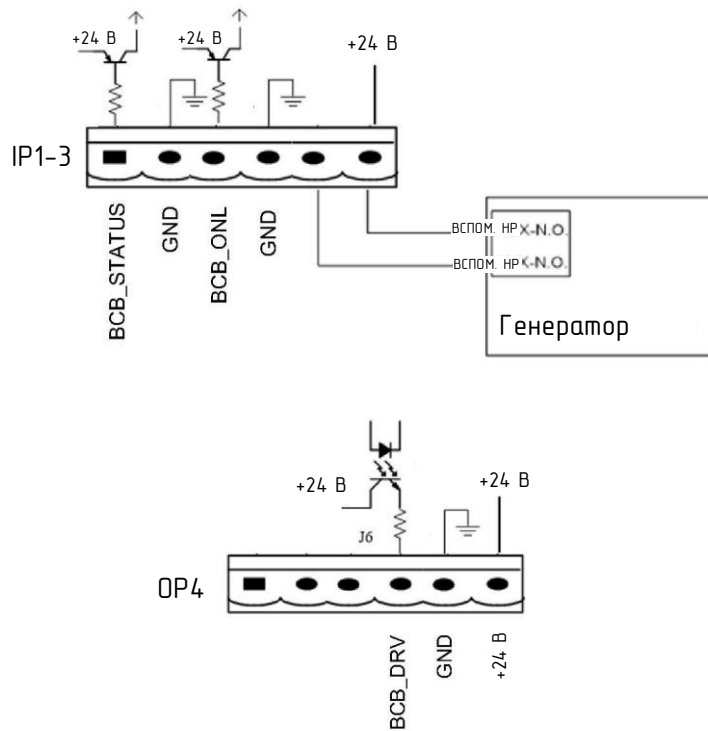 +24 В
+24 В
+24 В
IP1-3
BCB_STATUS
GND
BCB_ONL
GND
ВСПОМ. НР X-N.O.
ВСПОМ. НР X-N.O.
Генератор
+24 В
+24 В
J6
OP4
BCB_DRV
GND
+24 В